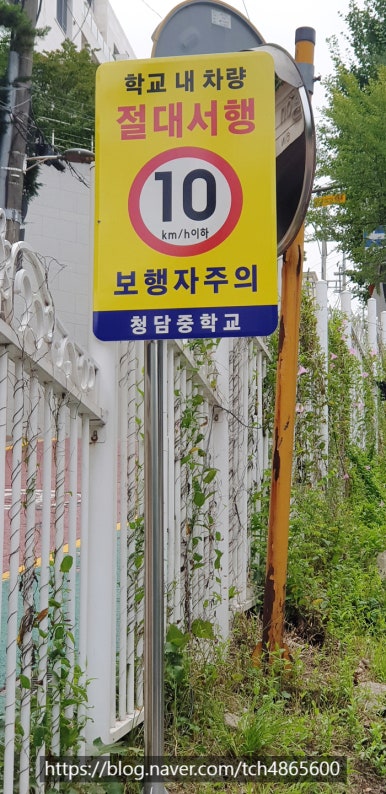 학교 내 차량
절대서행
10
km/h이하
보행자주의
청담중학교
https://blog.naver.com/tch4865600